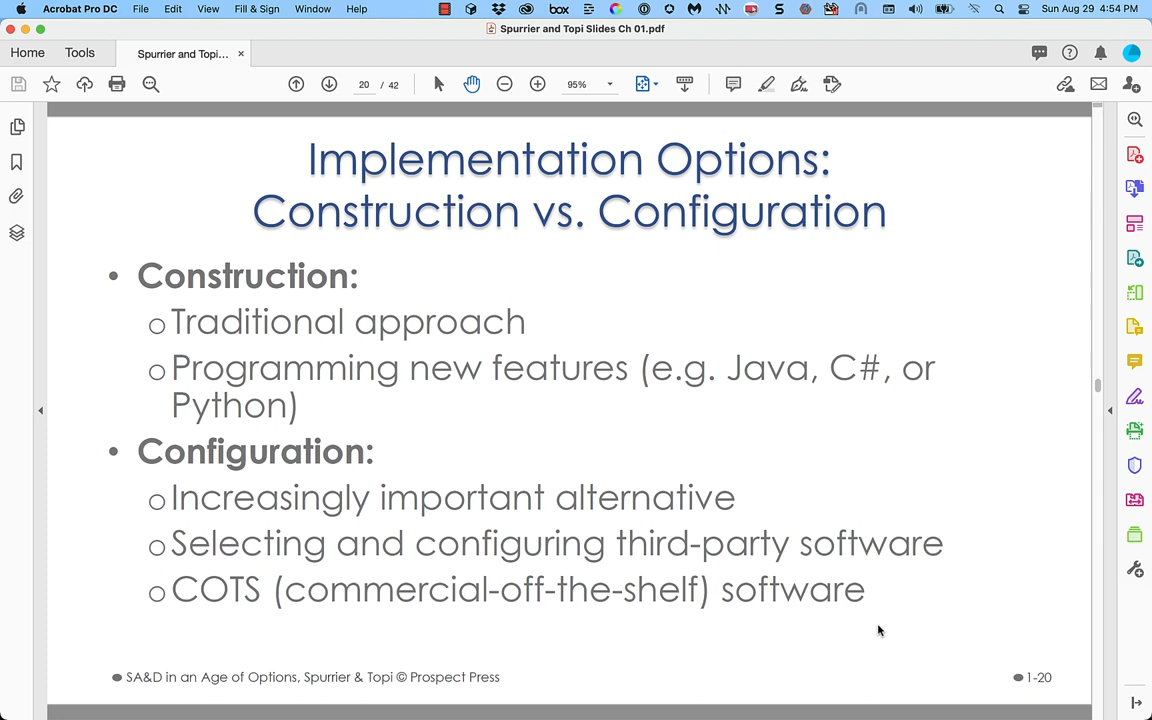 Acrobat Pro DC File Edit View Fill & Sign Window Help box Sun Aug 29 4:54 PM
Spurrier and Topi Slides Ch 01.pdf
Home Tools Spurrier and Topi... ×
20 / 42 95%
Implementation Options:
Construction vs. Configuration
• Construction:
o Traditional approach
o Programming new features (e.g. Java, C#, or
Python)
• Configuration:
o Increasingly important alternative
o Selecting and configuring third-party software
o COTS (commercial-off-the-shelf) software
SA&D in an Age of Options, Spurrier & Topi © Prospect Press 1-20